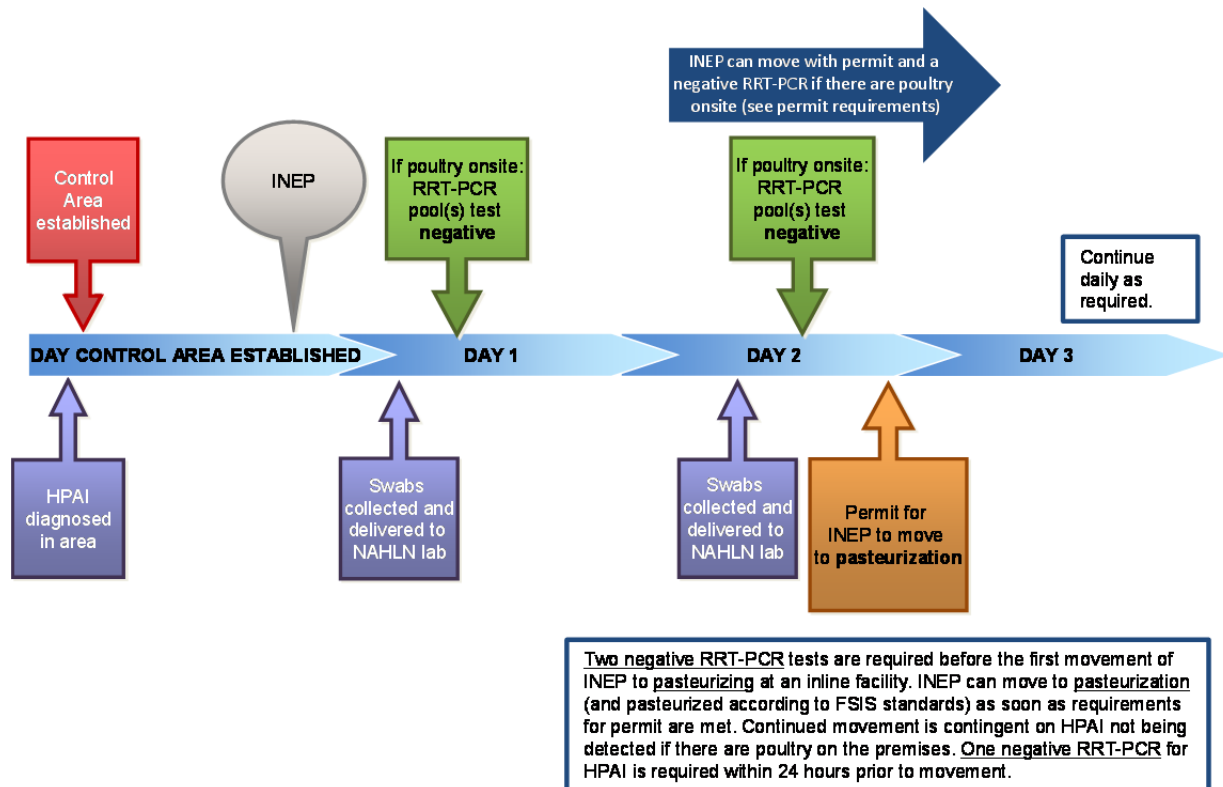 INEP can move with permit and a
negative RRT-PCR if there are poultry
onsite (see permit requirements)
Control
Area
established
INEP
If poultry onsite:
RRT-PCR
pool(s) test
negative
If poultry onsite:
RRT-PCR
pool(s) test
negative
Continue
daily as
required.
DAY CONTROL AREA ESTABLISHED
DAY 1
DAY 2
DAY 3
HPAI
diagnosed
in area
Swabs
collected and
delivered to
NAHLN lab
Swabs
collected and
delivered to
NAHLN lab
Permit for
INEP to move
to pasteurization
Two negative RRT-PCR tests are required before the first movement of
INEP to pasteurizing at an inline facility. INEP can move to pasteurization
(and pasteurized according to FSIS standards) as soon as requirements
for permit are met. Continued movement is contingent on HPAI not being
detected if there are poultry on the premises. One negative RRT-PCR for
HPAI is required within 24 hours prior to movement.